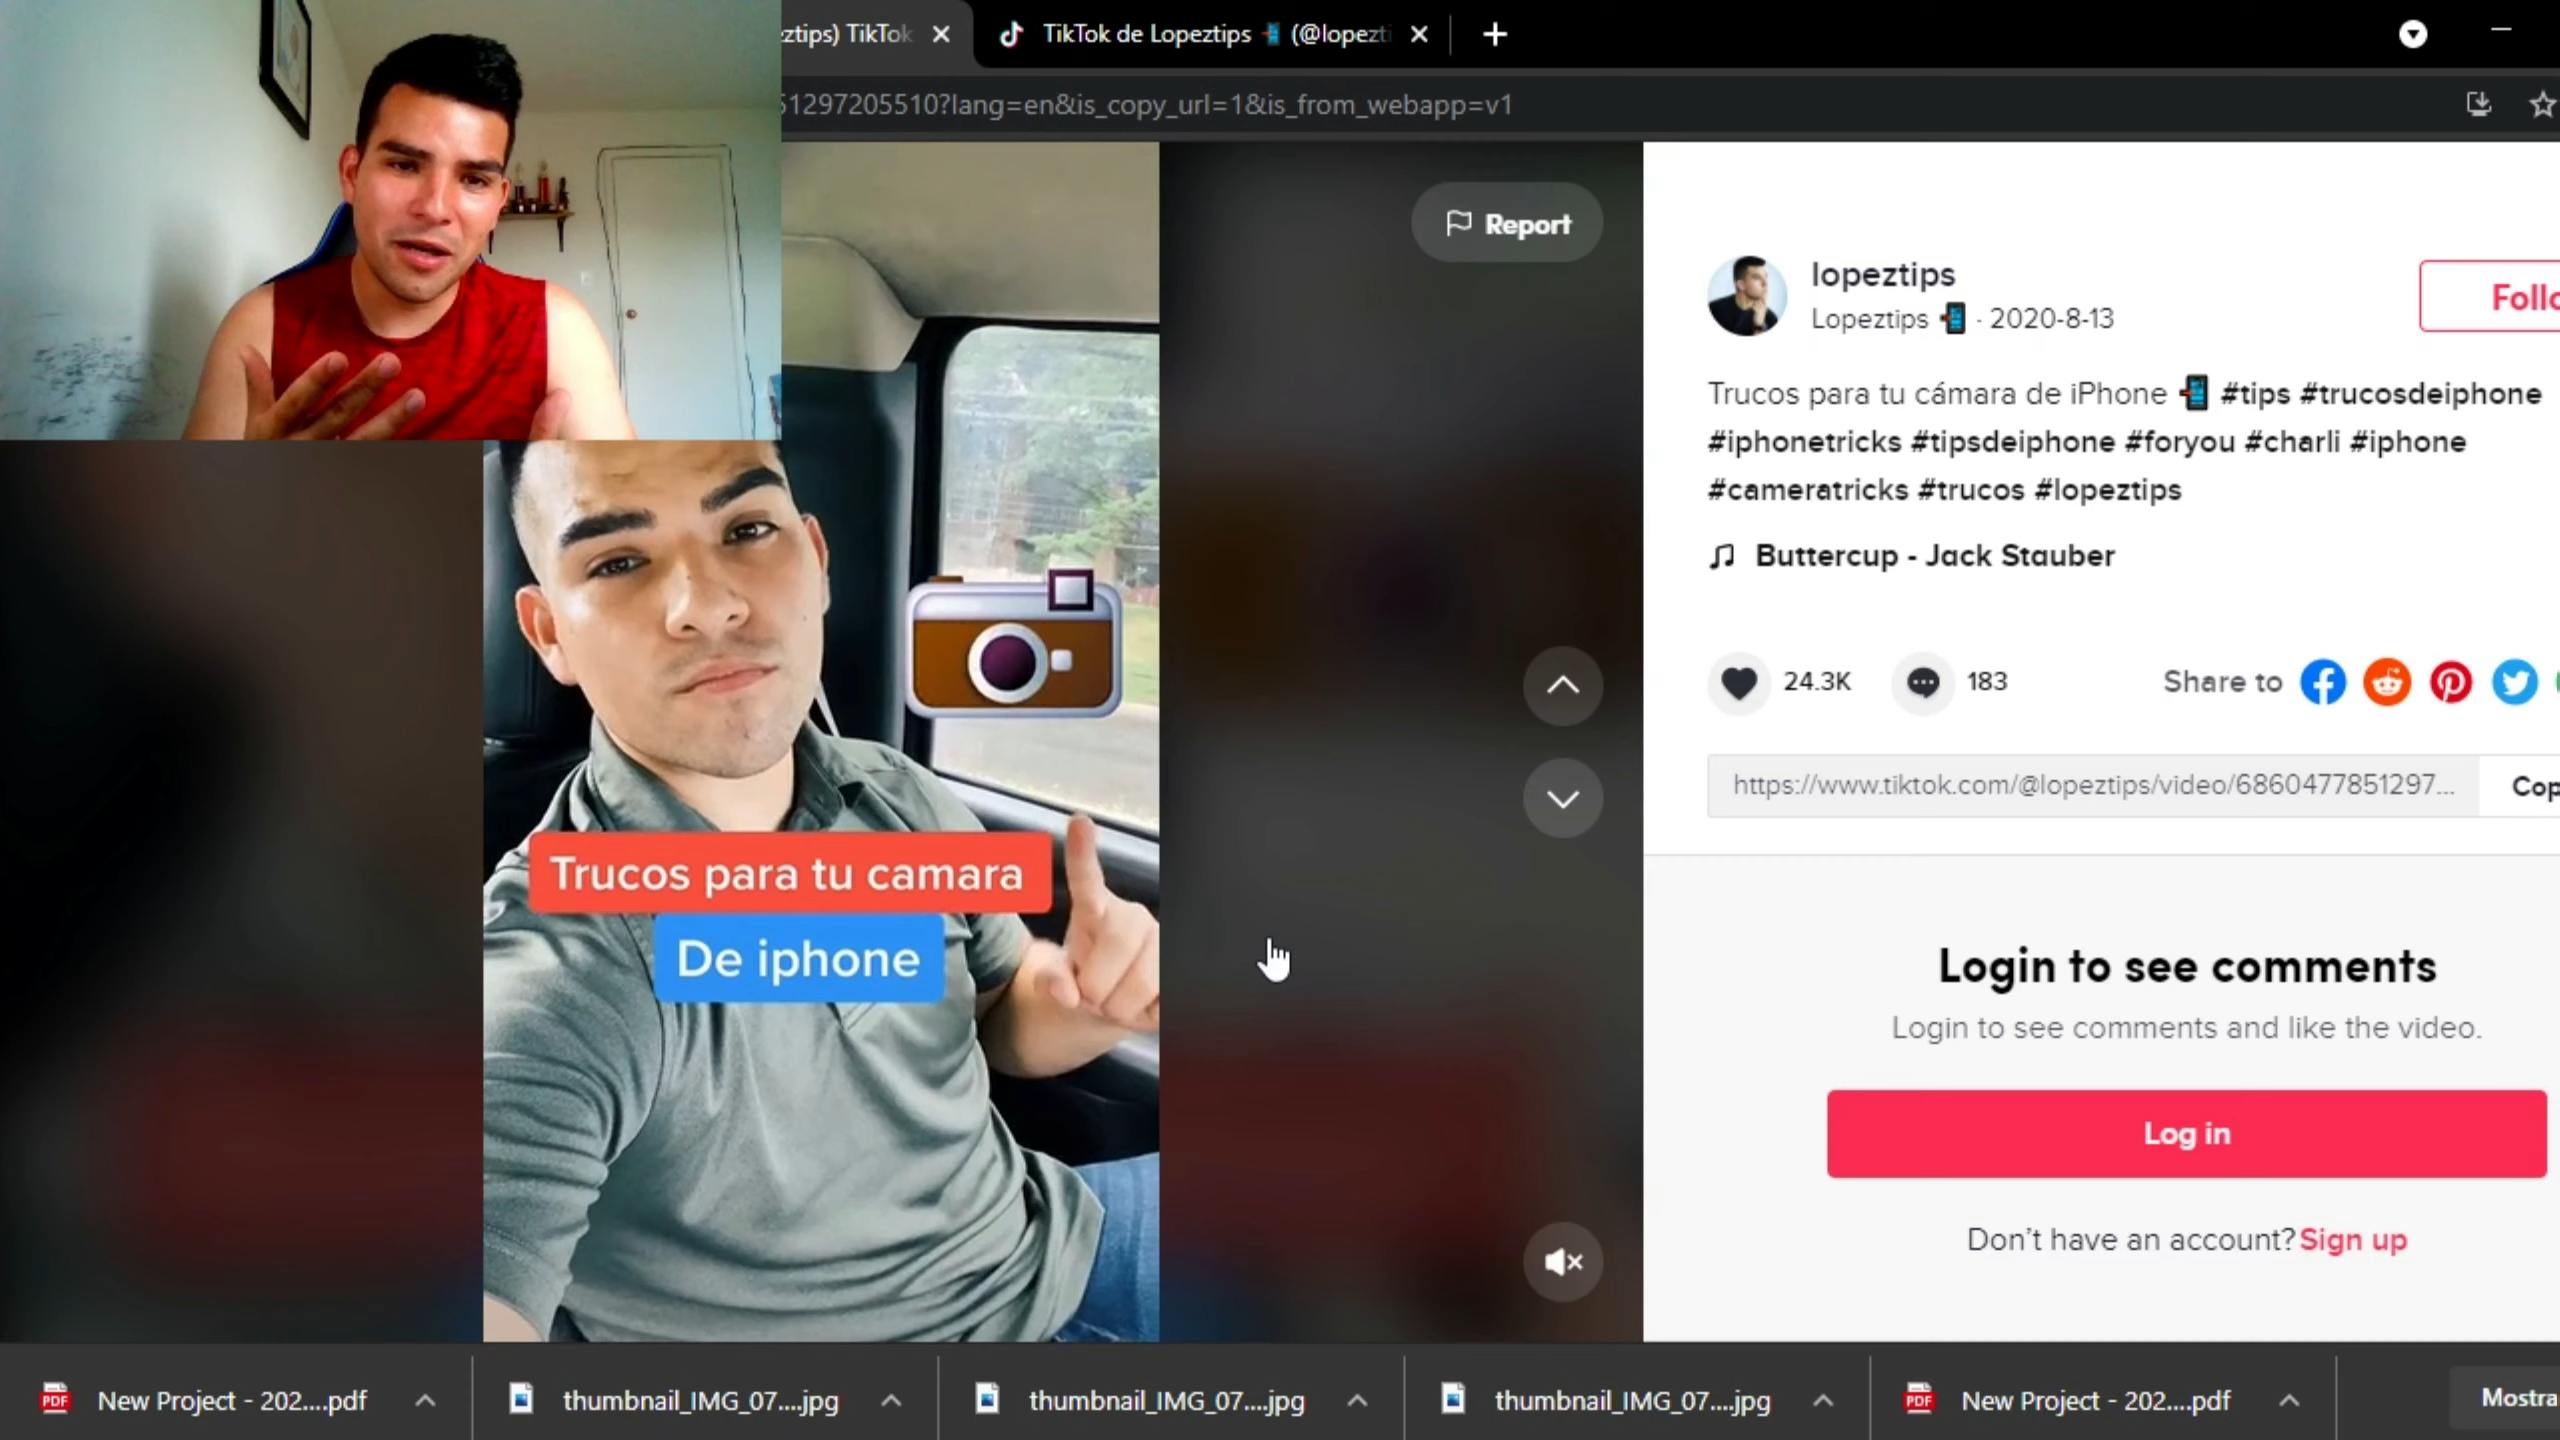 ztips) TikTok
TikTok de Lopeztips (@lopezti
51297205510?lang=en&is_copy_url=1&is_from_webapp=v1
Report
lopeztips
Lopeztips · 2020-8-13
Follo
Trucos para tu cámara de iPhone #tips #trucosdeiphone
#iphonetricks #tipsdeiphone #foryou #charli #iphone
#cameratricks #trucos #lopeztips
Buttercup - Jack Stauber
24.3K 183 Share to
https://www.tiktok.com/@lopeztips/video/6860477851297... Cop
Trucos para tu camara
De iphone
Login to see comments
Login to see comments and like the video.
Log in
Don't have an account? Sign up
PDF New Project - 202....pdf
thumbnail_IMG_07....jpg
thumbnail_IMG_07....jpg
thumbnail_IMG_07....jpg
PDF New Project - 202....pdf
Mostra